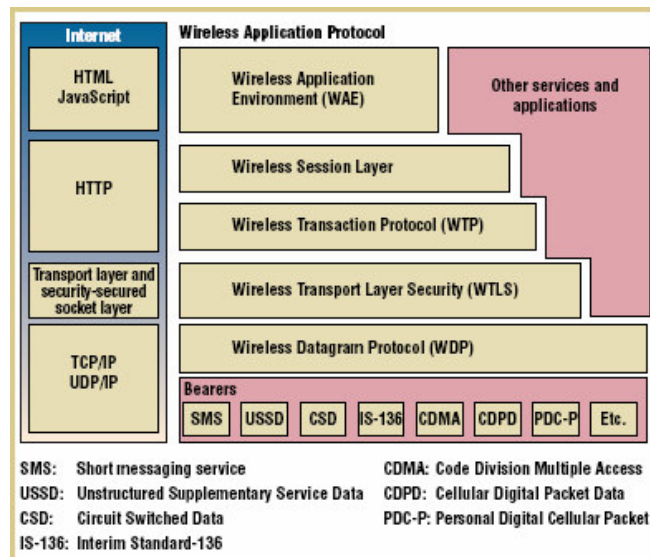 Internet
HTML
JavaScript
HTTP
Transport layer and
security-secured
socket layer
TCP/IP
UDP/IP
Wireless Application Protocol
Wireless Application
Environment (WAE)
Other services and
applications
Wireless Session Layer
Wireless Transaction Protocol (WTP)
Wireless Transport Layer Security (WTLS)
Wireless Datagram Protocol (WDP)
Bearers
SMS USSD CSD IS-136 CDMA CDPD PDC-P Etc.
SMS: Short messaging service
USSD: Unstructured Supplementary Service Data
CSD: Circuit Switched Data
IS-136: Interim Standard-136
CDMA: Code Division Multiple Access
CDPD: Cellular Digital Packet Data
PDC-P: Personal Digital Cellular Packet